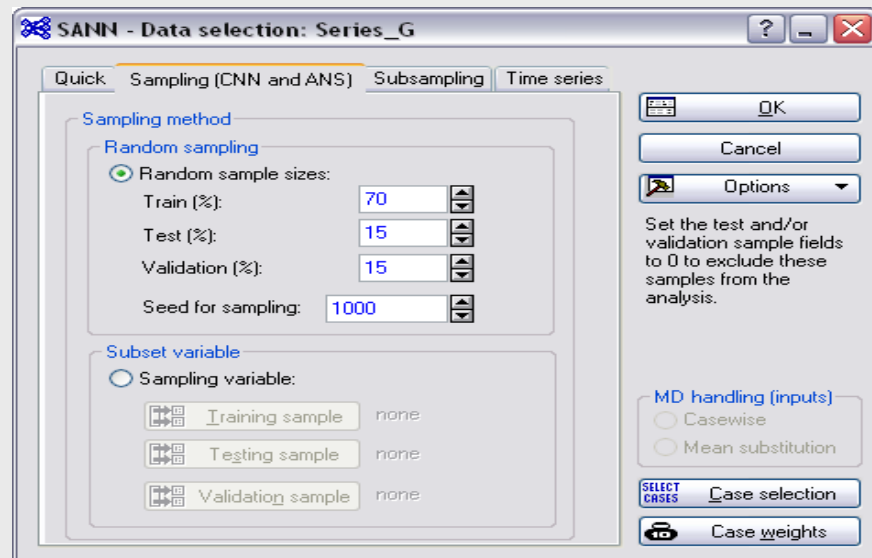 SANN - Data selection: Series_G
Quick
Sampling (CNN and ANS)
Subsampling
Time series
Sampling method
Random sampling
Random sample sizes:
Train (%): 70
Test (%): 15
Validation (%): 15
Seed for sampling: 1000
Subset variable
Sampling variable:
Training sample none
Testing sample none
Validation sample none
OK
Cancel
Options
Set the test and/or
validation sample fields
to 0 to exclude these
samples from the
analysis.
MD handling (inputs)
Casewise
Mean substitution
SELECT
CASES
Case selection
Case weights